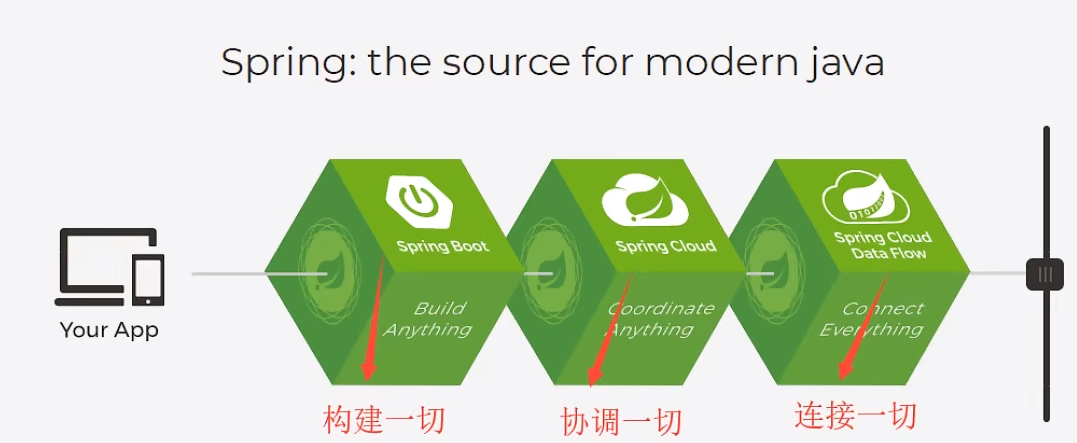 Spring: the source for modern java
Spring Boot
Build
Anything
Spring Cloud
Coordinate
Anything
Spring Cloud
Data Flow
Connect
Everything
Your App
构建一切
协调一切
连接一切